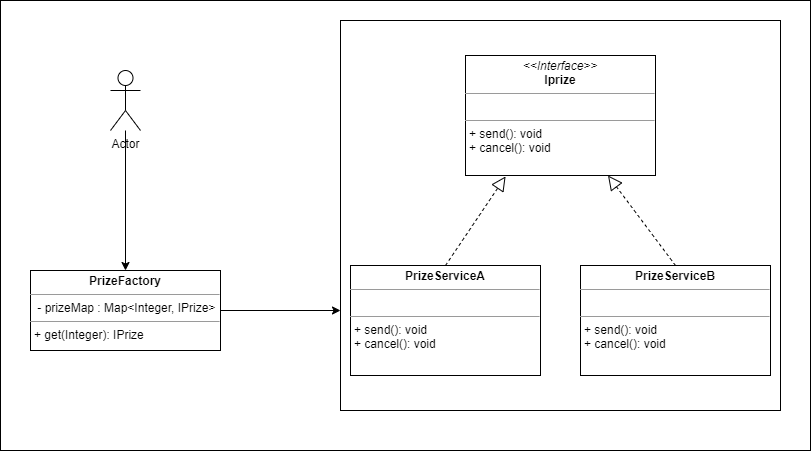 <<Interface>>
Iprize
+ send(): void
+ cancel(): void
Actor
PrizeFactory
- prizeMap : Map<Integer, IPrize>
+ get(Integer): IPrize
PrizeServiceA
+ send(): void
+ cancel(): void
PrizeServiceB
+ send(): void
+ cancel(): void